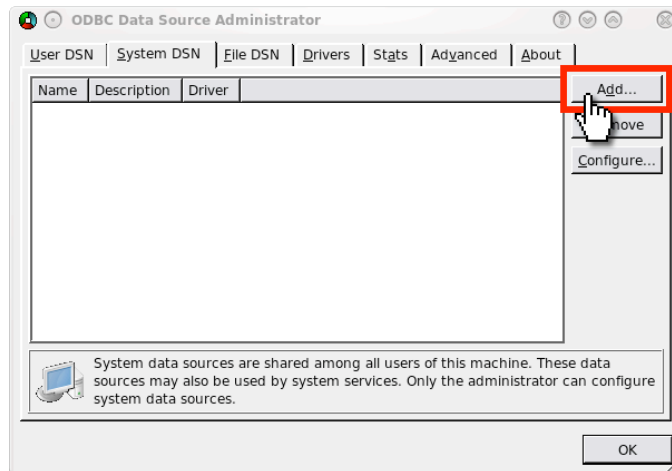 ODBC Data Source Administrator
User DSN System DSN File DSN Drivers Stats Advanced About
Name Description Driver
Add...
move
Configure...
System data sources are shared among all users of this machine. These data
sources may also be used by system services. Only the administrator can configure
system data sources.
OK